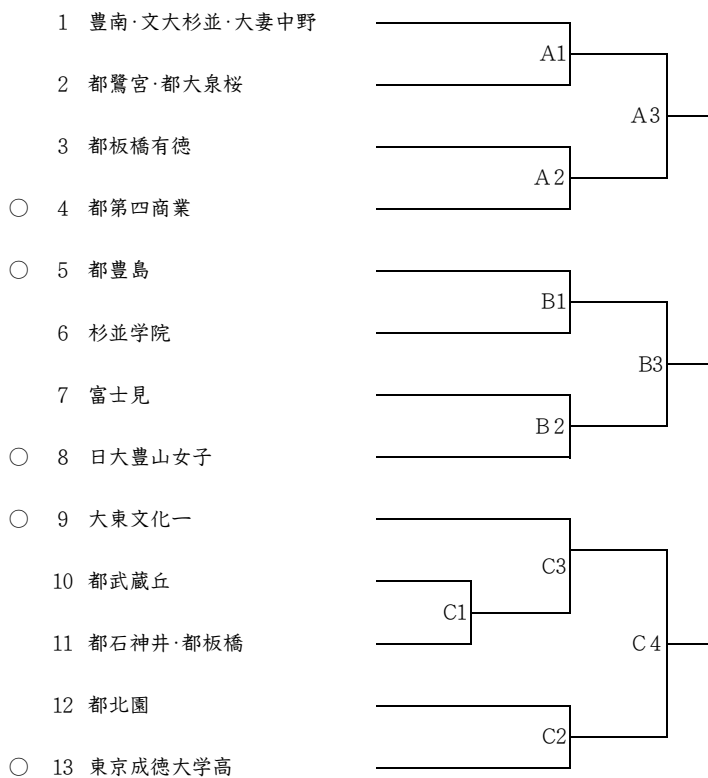 1 豊南･文大杉並･大妻中野
A1
2 都鷺宮･都大泉桜
A3
3 都板橋有徳
A2
○ 4 都第四商業
○ 5 都豊島
B1
6 杉並学院
B3
7 富士見
B2
○ 8 日大豊山女子
○ 9 大東文化一
C3
10 都武蔵丘
C1
11 都石神井･都板橋
C4
12 都北園
C2
○ 13 東京成徳大学高